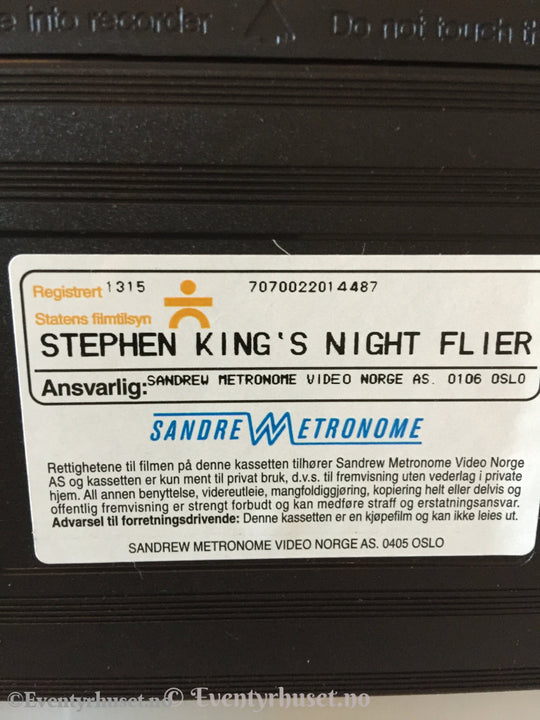 e into recorder Do not touch th
Registrert 1315 7070022014487
Statens filmtilsyn
STEPHEN KING'S NIGHT FLIER
Ansvarlig: SANDREW METRONOME VIDEO NORGE AS. 0106 OSLO
SANDREW METRONOME
Rettighetene til filmen på denne kassetten tilhører Sandrew Metronome Video Norge
AS og kassetten er kun ment til privat bruk, d.v.s. til fremvisning uten vederlag i private
hjem. All annen benyttelse, videreutleie, mangfoldiggjøring, kopiering helt eller delvis og
offentlig fremvisning er strengt forbudt og kan medføre straff og erstatningsansvar.
Advarsel til forretningsdrivende: Denne kassetten er en kjøpefilm og kan ikke leies ut.
SANDREW METRONOME VIDEO NORGE AS. 0405 OSLO
©Eventyrhuset.no © Eventyrhuset.no